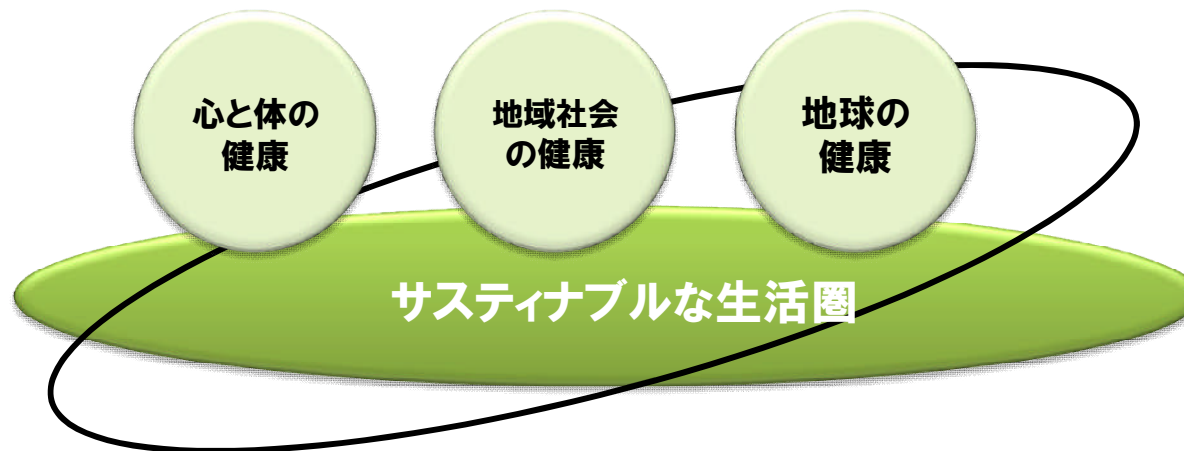 心と体の
健康
地域社会
の健康
地球の
健康
サスティナブルな生活圏